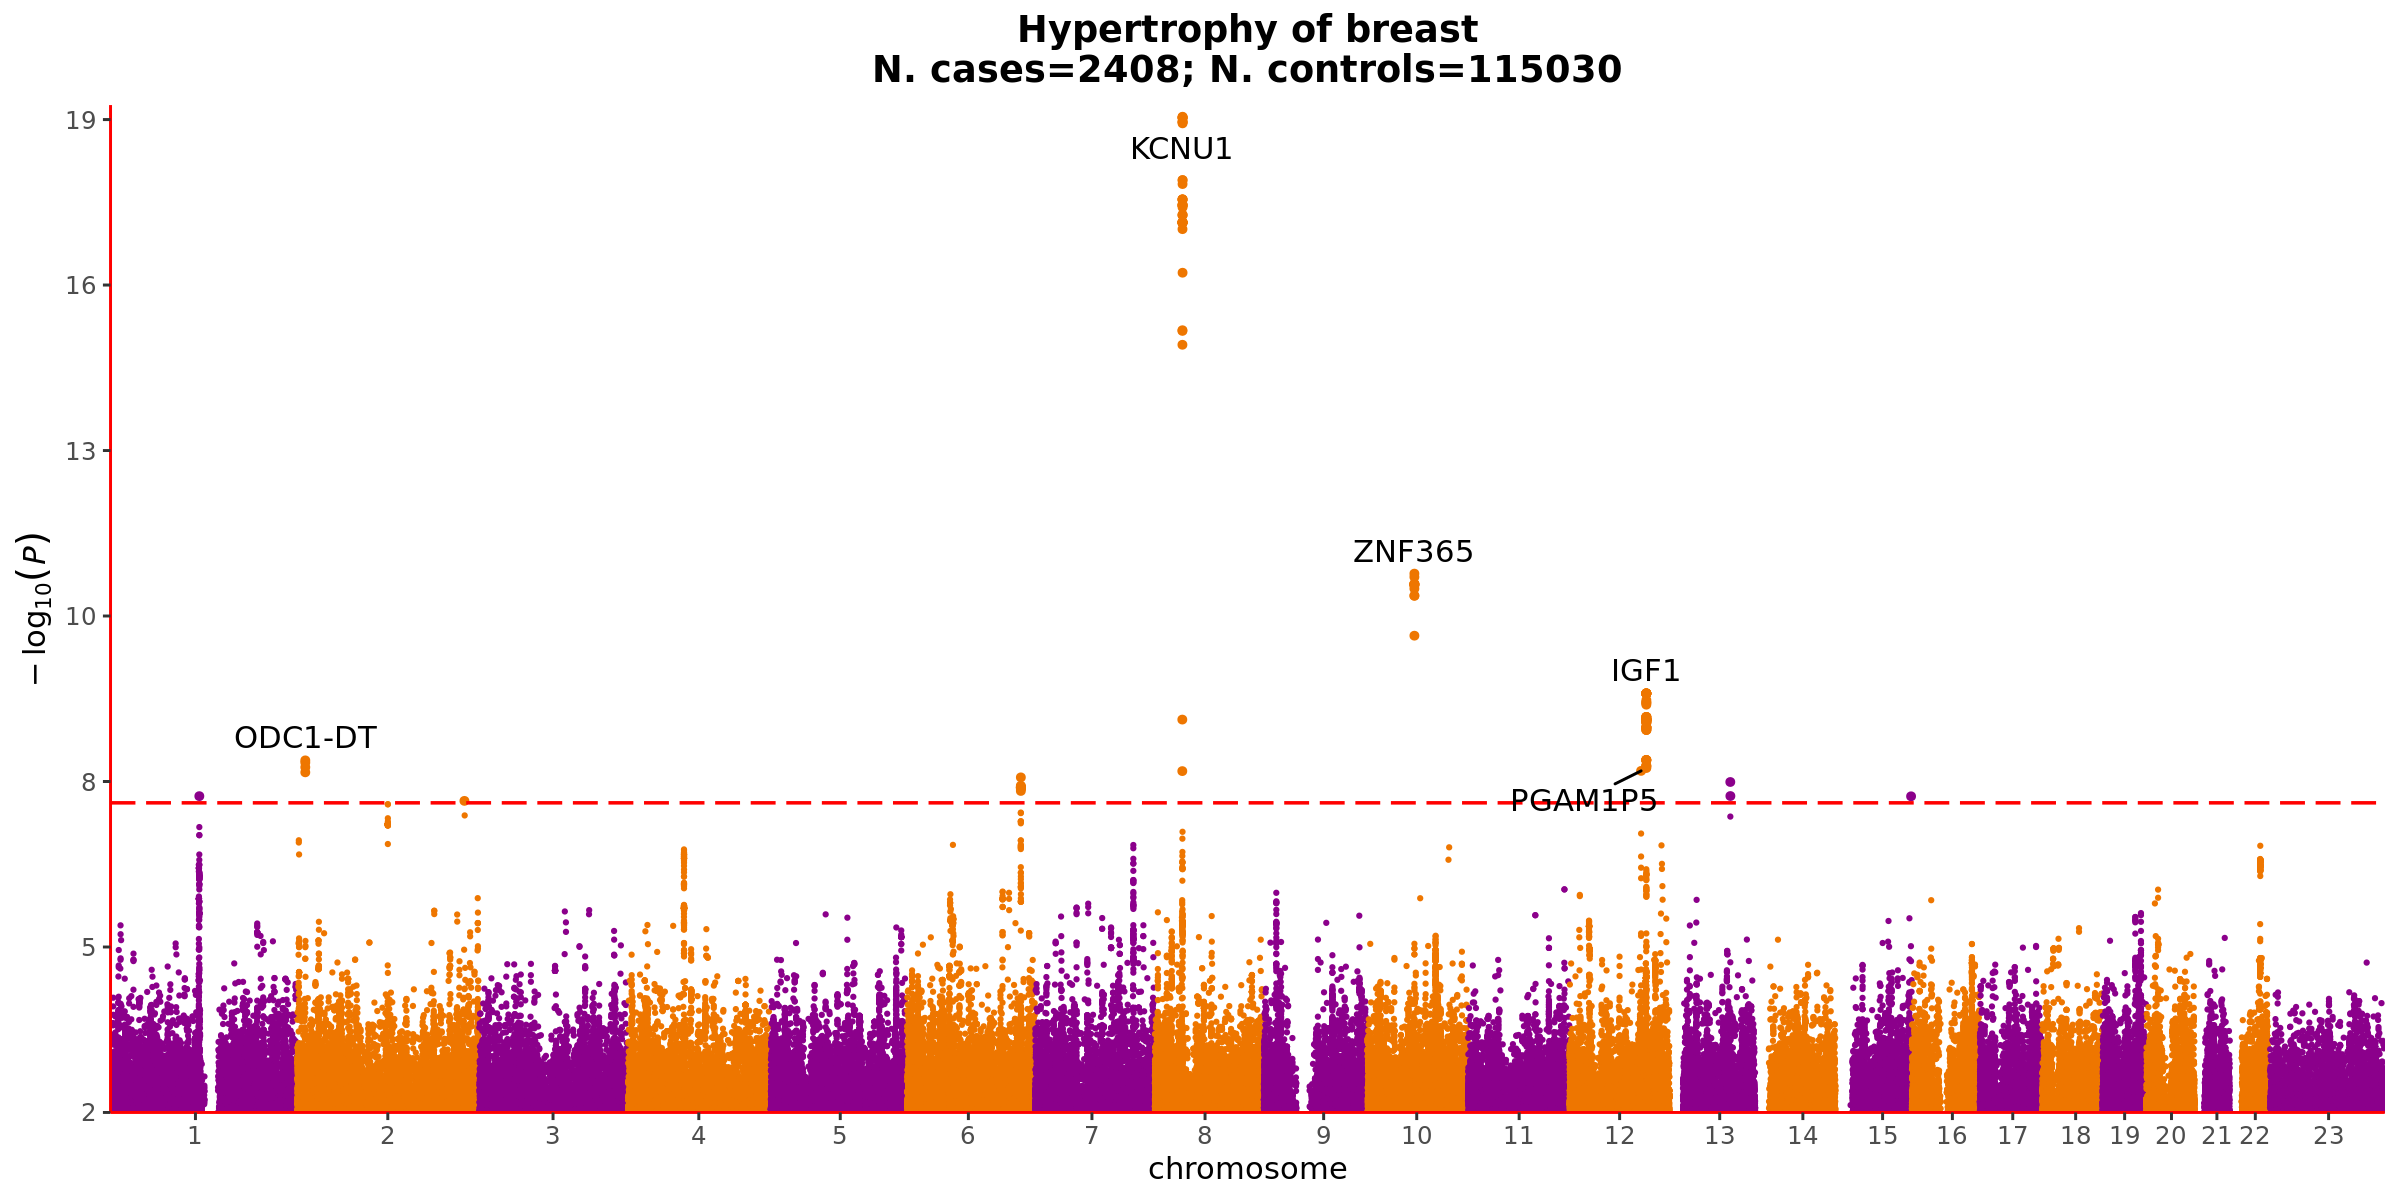 Hypertrophy of breast
N. cases=2408; N. controls=115030
19
KCNU1
16
13
ZNF365
− log10(P)
10
IGF1
ODC1-DT
8
PGAM1P5
5
2
1 2 3 4 5 6 7 8 9 10 11 12 13 14 15 16 17 18 19 20 21 22 23
chromosome